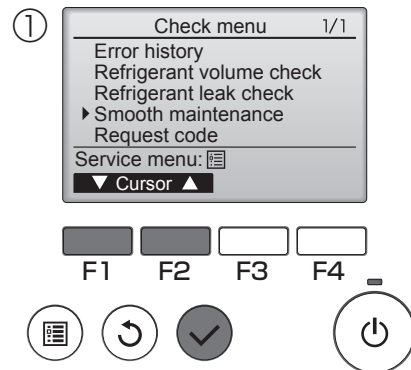 ①
Check menu 1/1
Error history
Refrigerant volume check
Refrigerant leak check
Smooth maintenance
Request code
Service menu:
▼ Cursor ▲
F1 F2 F3 F4